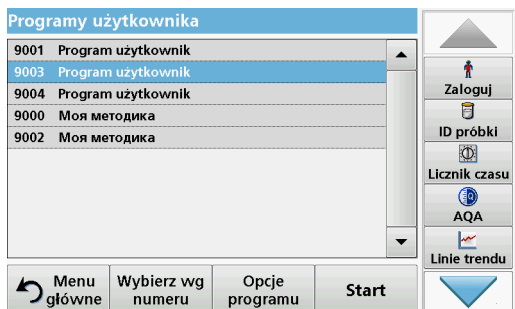 Programy użytkownika
9001 Program użytkownik
9003 Program użytkownik
9004 Program użytkownik
9000 Моя методика
9002 Моя методика
Menu
główne
Wybierz wg
numeru
Opcje
programu
Start
Zaloguj
ID próbki
Licznik czasu
AQA
Linie trendu